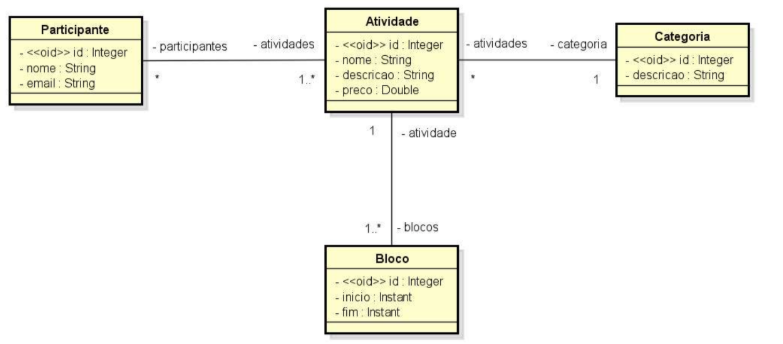 Participante
- <<oid>> id : Integer
- nome : String
- email : String
- participantes
*
- atividades
1..*
Atividade
- <<oid>> id : Integer
- nome : String
- descricao : String
- preco : Double
- atividades
*
- categoria
1
Categoria
- <<oid>> id : Integer
- descricao : String
1
- atividade
1..*
- blocos
Bloco
- <<oid>> id : Integer
- inicio : Instant
- fim : Instant